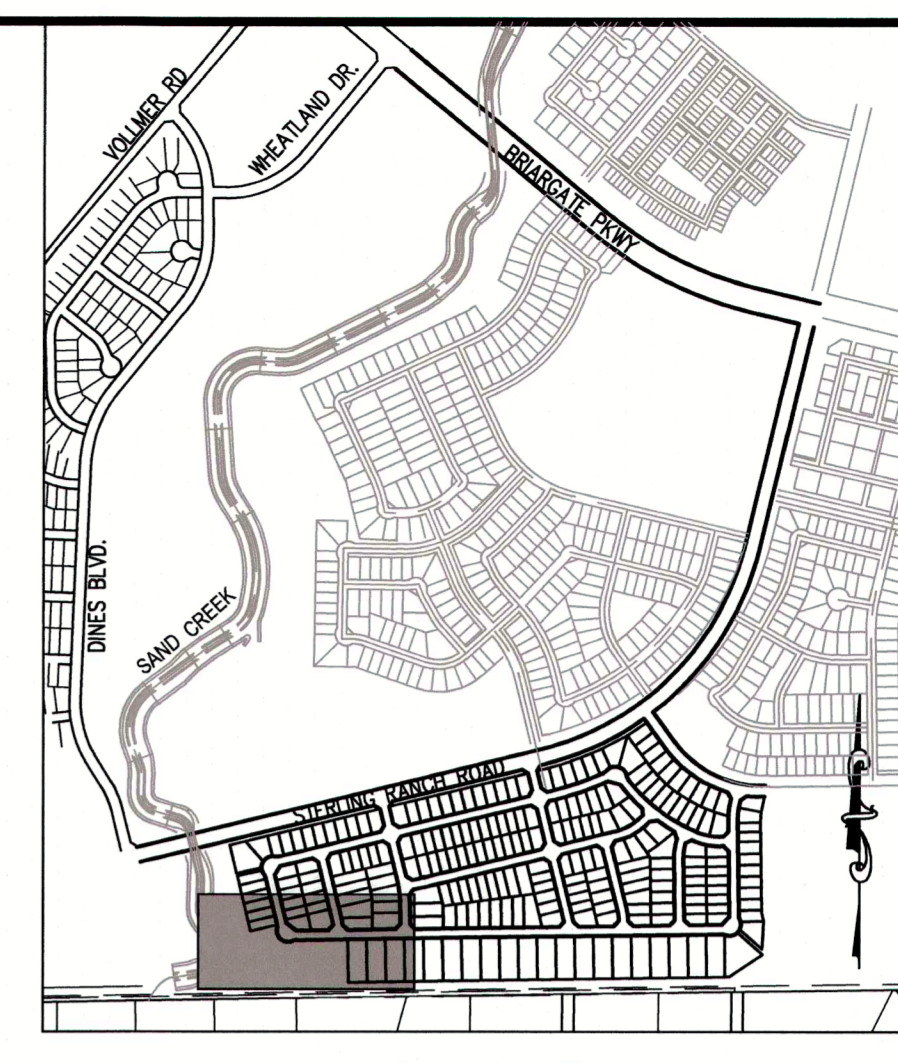 VOLLMER RD
WHEATLAND DR.
BRIARGATE PKWY
DINES BLVD.
SAND CREEK
STERLING RANCH ROAD